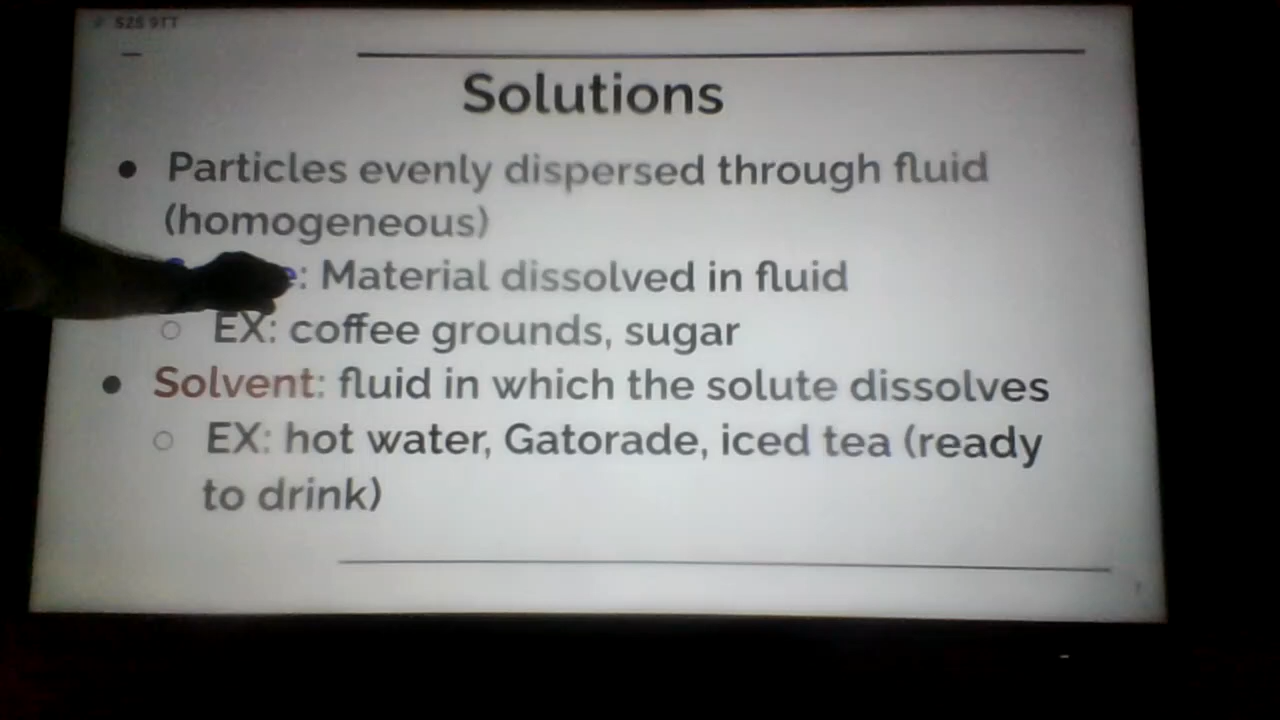 Solutions
● Particles evenly dispersed through fluid
(homogeneous)
: Material dissolved in fluid
○ EX: coffee grounds, sugar
● Solvent: fluid in which the solute dissolves
○ EX: hot water, Gatorade, iced tea (ready
to drink)